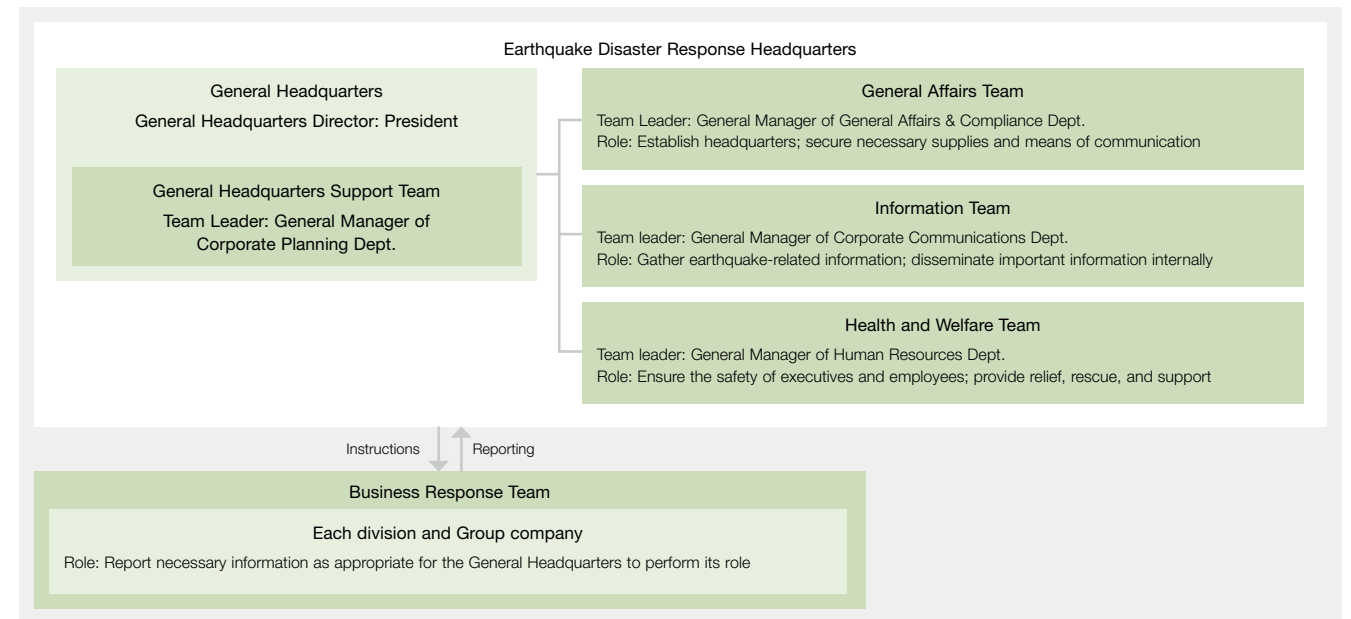 Earthquake Disaster Response Headquarters
General Headquarters
General Headquarters Director: President
General Headquarters Support Team
Team Leader: General Manager of
Corporate Planning Dept.
General Affairs Team
Team Leader: General Manager of General Affairs & Compliance Dept.
Role: Establish headquarters; secure necessary supplies and means of communication
Information Team
Team leader: General Manager of Corporate Communications Dept.
Role: Gather earthquake-related information; disseminate important information internally
Health and Welfare Team
Team leader: General Manager of Human Resources Dept.
Role: Ensure the safety of executives and employees; provide relief, rescue, and support
Instructions
Reporting
Business Response Team
Each division and Group company
Role: Report necessary information as appropriate for the General Headquarters to perform its role